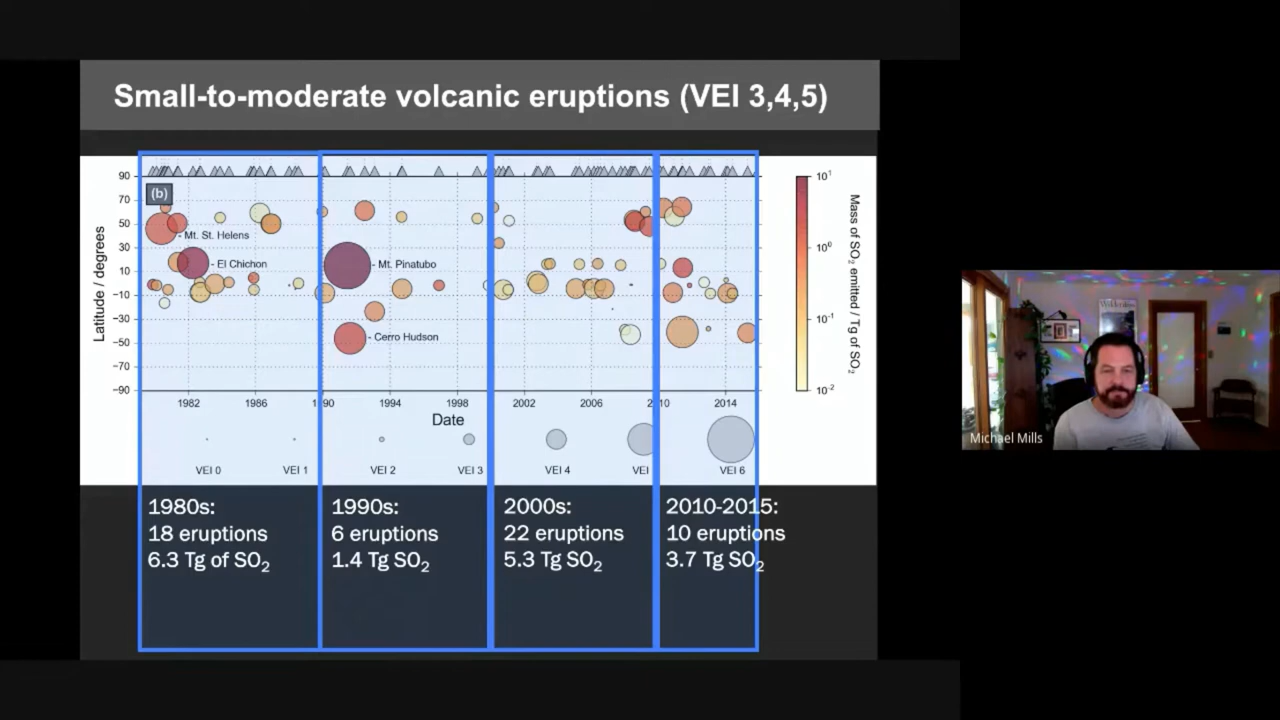 Small-to-moderate volcanic eruptions (VEI 3,4,5)
(b)
Latitude / degrees
90
70
50
30
10
−10
−30
−50
−70
−90
- Mt. St. Helens
- El Chichon
- Mt. Pinatubo
- Cerro Hudson
1982 1986 1990 1994 1998 2002 2006 2010 2014
Date
VEI 0 VEI 1 VEI 2 VEI 3 VEI 4 VEI VEI 6
10¹
10⁰
10⁻¹
10⁻²
Mass of SO₂ emitted / Tg of SO₂
1980s:
18 eruptions
6.3 Tg of SO₂
1990s:
6 eruptions
1.4 Tg SO₂
2000s:
22 eruptions
5.3 Tg SO₂
2010-2015:
10 eruptions
3.7 Tg SO₂
Michael Mills